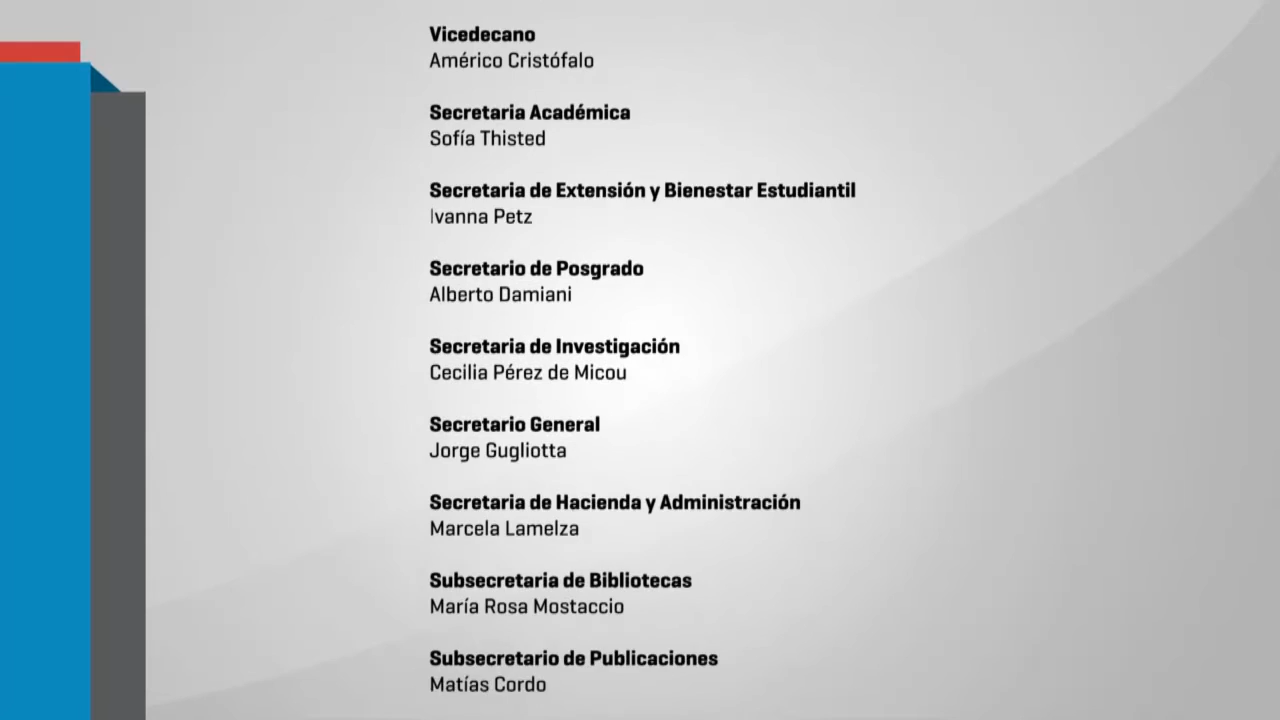 Vicedecano
Américo Cristófalo
Secretaria Académica
Sofía Thisted
Secretaria de Extensión y Bienestar Estudiantil
Ivanna Petz
Secretario de Posgrado
Alberto Damiani
Secretaria de Investigación
Cecilia Pérez de Micou
Secretario General
Jorge Gugliotta
Secretaria de Hacienda y Administración
Marcela Lamelza
Subsecretaria de Bibliotecas
María Rosa Mostaccio
Subsecretario de Publicaciones
Matías Cordo